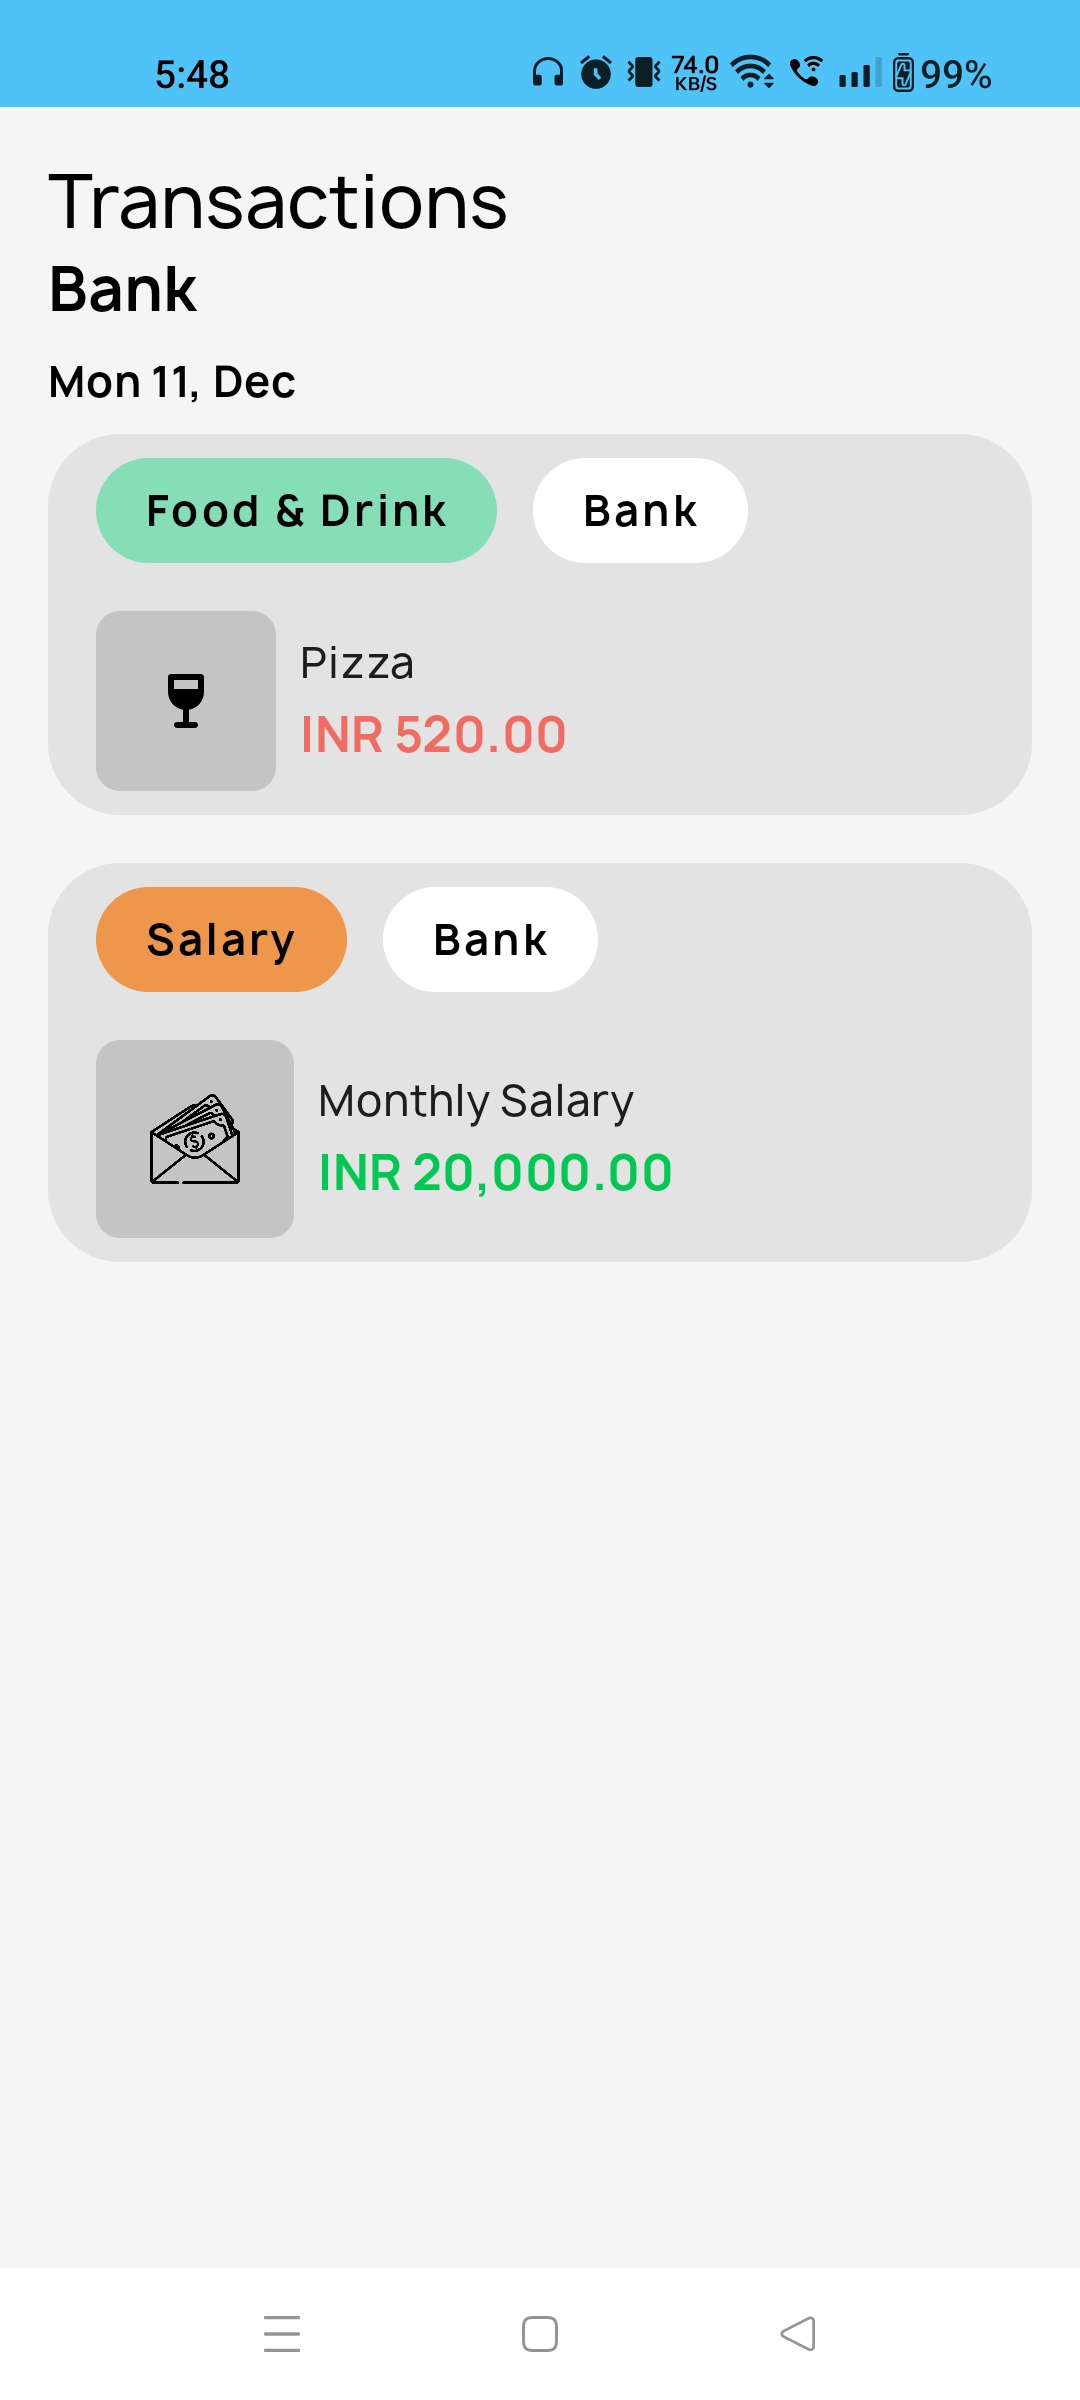 5:48 74.0 KB/S 99%
Transactions
Bank
Mon 11, Dec
Food & Drink Bank
Pizza
INR 520.00
Salary Bank
Monthly Salary
INR 20,000.00